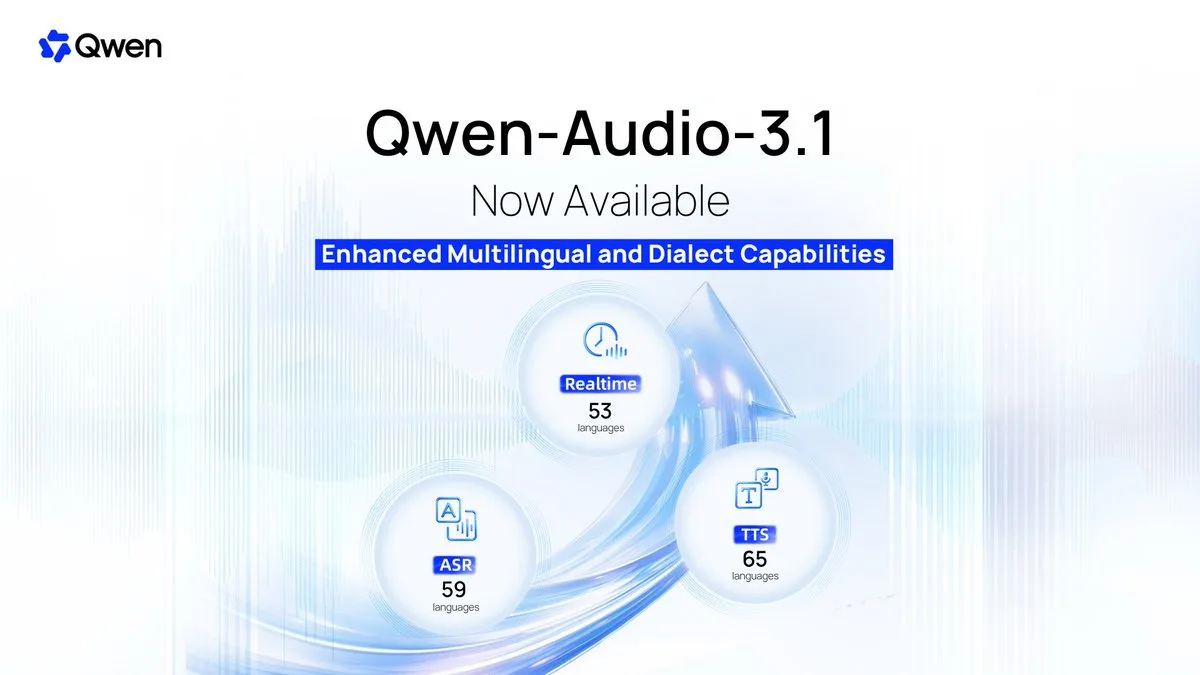 Qwen
Qwen-Audio-3.1
Now Available
Enhanced Multilingual and Dialect Capabilities
Realtime
53
languages
A
ASR
59
languages
T
TTS
65
languages